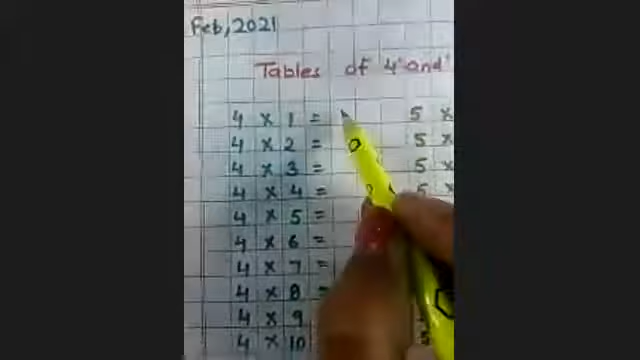 Feb, 2021
Tables of 4 and
4 × 1 = 5 ×
4 × 2 = 5 ×
4 × 3 = 5 ×
4 × 4 = 5 ×
4 × 5 =
4 × 6 =
4 × 7 =
4 × 8 =
4 × 9
4 × 10